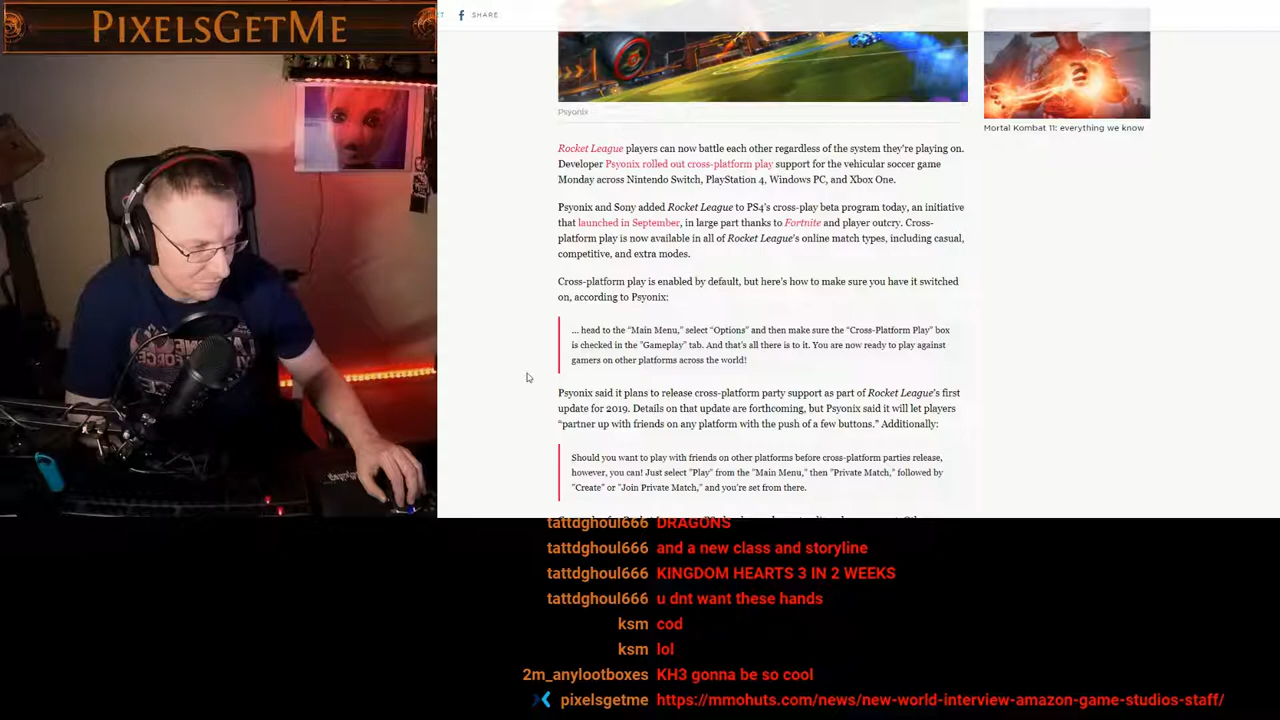 PIXELSGETME
SHARE
Psyonix
Mortal Kombat 11: everything we know
Rocket League players can now battle each other regardless of the system they're playing on.
Developer Psyonix rolled out cross-platform play support for the vehicular soccer game
Monday across Nintendo Switch, PlayStation 4, Windows PC, and Xbox One.
Psyonix and Sony added Rocket League to PS4's cross-play beta program today, an initiative
that launched in September, in large part thanks to Fortnite and player outcry. Cross-
platform play is now available in all of Rocket League's online match types, including casual,
competitive, and extra modes.
Cross-platform play is enabled by default, but here's how to make sure you have it switched
on, according to Psyonix:
... head to the "Main Menu," select "Options" and then make sure the "Cross-Platform Play" box
is checked in the "Gameplay" tab. And that's all there is to it. You are now ready to play against
gamers on other platforms across the world!
Psyonix said it plans to release cross-platform party support as part of Rocket League's first
update for 2019. Details on that update are forthcoming, but Psyonix said it will let players
"partner up with friends on any platform with the push of a few buttons." Additionally:
Should you want to play with friends on other platforms before cross-platform parties release,
however, you can! Just select "Play" from the "Main Menu," then "Private Match," followed by
"Create" or "Join Private Match," and you're set from there.
tattdghoul666 DRAGONS
tattdghoul666 and a new class and storyline
tattdghoul666 KINGDOM HEARTS 3 IN 2 WEEKS
tattdghoul666 u dnt want these hands
ksm cod
ksm lol
2m_anylootboxes KH3 gonna be so cool
pixelsgetme https://mmohuts.com/news/new-world-interview-amazon-game-studios-staff/